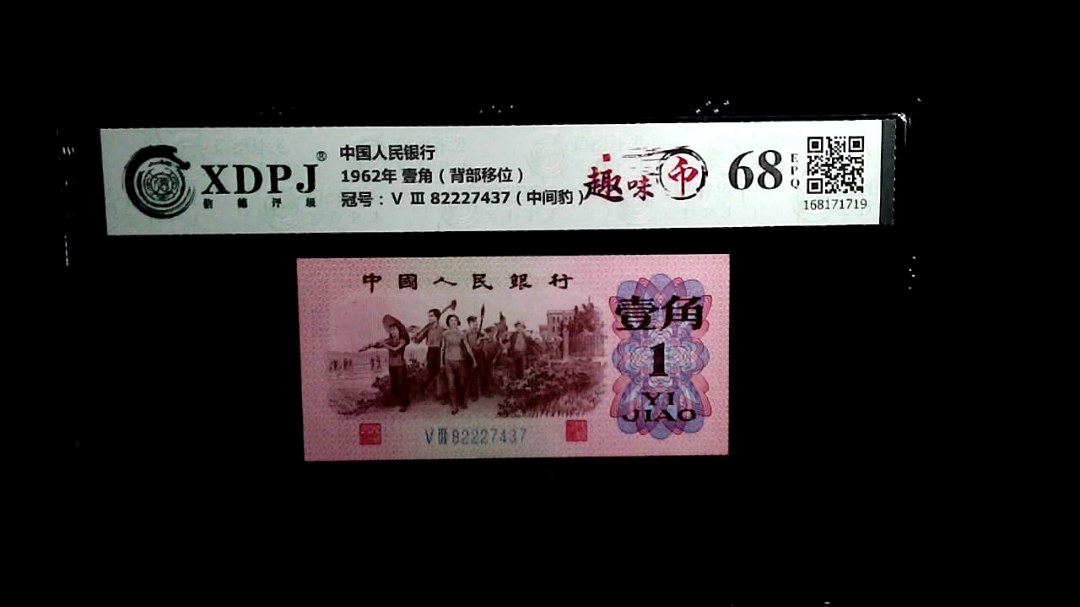 XDPJ®
信德评级
中国人民银行
1962年 壹角（背部移位）
冠号：Ⅴ Ⅲ 82227437（中间豹）
趣味币
68
EPQ
168171719
中國人民銀行
壹角
1
YI
JIAO
Ⅴ Ⅲ 82227437